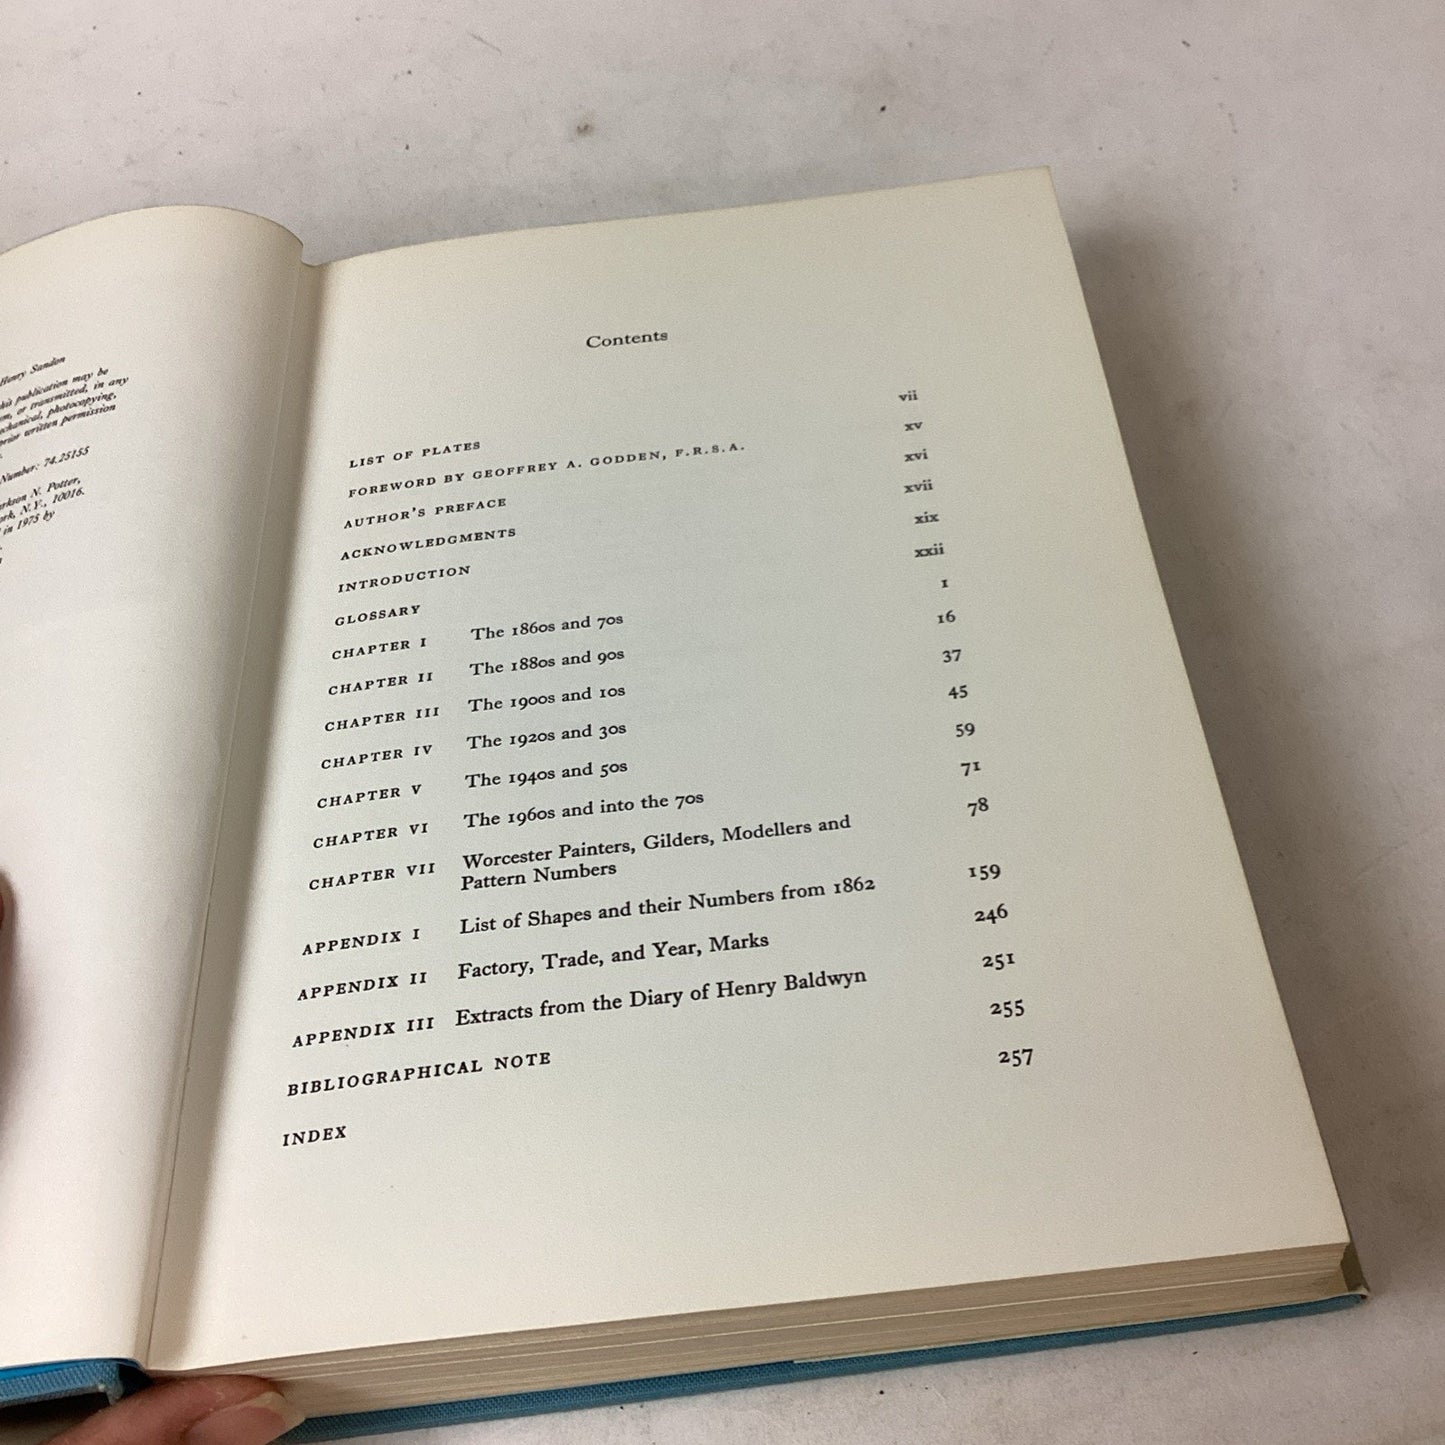 Henry Sandon
his publication may be
or transmitted, in any
mechanical, photocopying,
prior written permission
Number: 74.25155
Clarkson N. Potter,
N.Y., 10016.
in 1975 by
Contents
LIST OF PLATES vii
FOREWORD BY GEOFFREY A. GODDEN, F.R.S.A. xv
AUTHOR'S PREFACE xvi
ACKNOWLEDGMENTS xvii
INTRODUCTION xix
GLOSSARY xxii
CHAPTER I The 1860s and 70s 1
CHAPTER II The 1880s and 90s 16
CHAPTER III The 1900s and 10s 37
CHAPTER IV The 1920s and 30s 45
CHAPTER V The 1940s and 50s 59
CHAPTER VI The 1960s and into the 70s 71
CHAPTER VII Worcester Painters, Gilders, Modellers and 78
Pattern Numbers
APPENDIX I List of Shapes and their Numbers from 1862 159
APPENDIX II Factory, Trade, and Year, Marks 246
APPENDIX III Extracts from the Diary of Henry Baldwyn 251
BIBLIOGRAPHICAL NOTE 255
INDEX 257